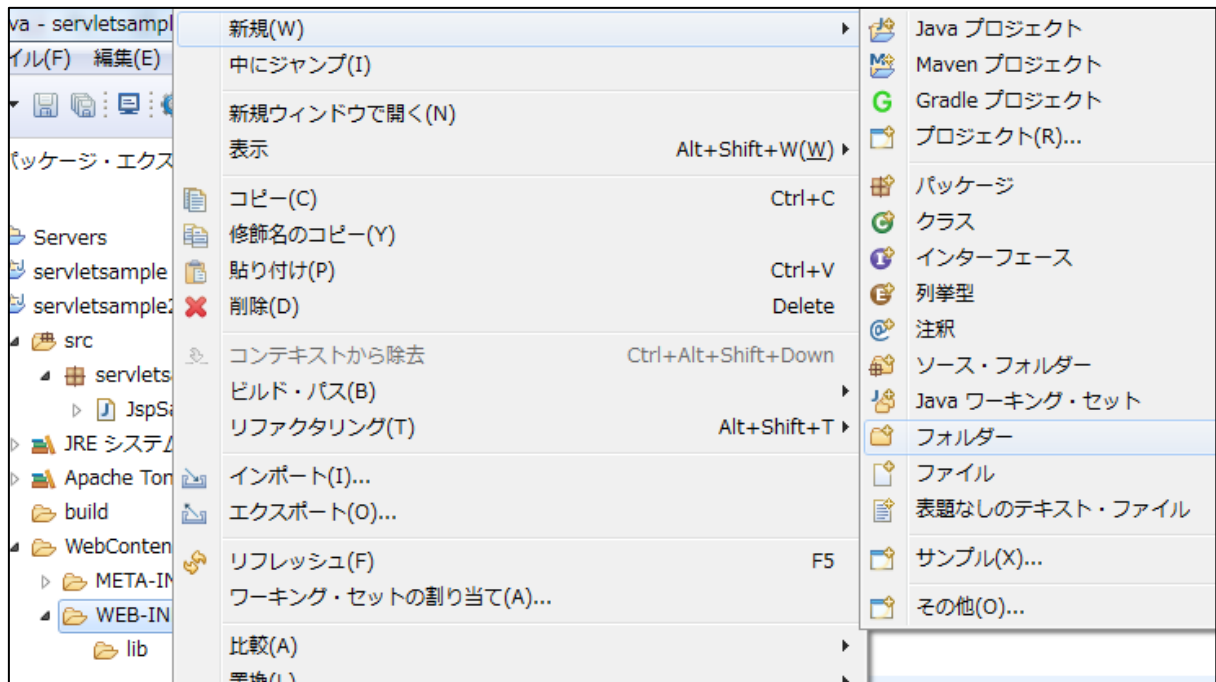 va - servletsampl
イル(F) 編集(E)
パッケージ・エクス
Servers
servletsample
servletsample2
src
servlets
JspSa
JRE システム
Apache Tom
build
WebConten
META-IN
WEB-IN
lib
新規(W)
中にジャンプ(I)
新規ウィンドウで開く(N)
表示 Alt+Shift+W(W)
コピー(C) Ctrl+C
修飾名のコピー(Y)
貼り付け(P) Ctrl+V
削除(D) Delete
コンテキストから除去 Ctrl+Alt+Shift+Down
ビルド・パス(B)
リファクタリング(T) Alt+Shift+T
インポート(I)...
エクスポート(O)...
リフレッシュ(F) F5
ワーキング・セットの割り当て(A)...
比較(A)
置換(L)
Java プロジェクト
Maven プロジェクト
Gradle プロジェクト
プロジェクト(R)...
パッケージ
クラス
インターフェース
列挙型
注釈
ソース・フォルダー
Java ワーキング・セット
フォルダー
ファイル
表題なしのテキスト・ファイル
サンプル(X)...
その他(O)...